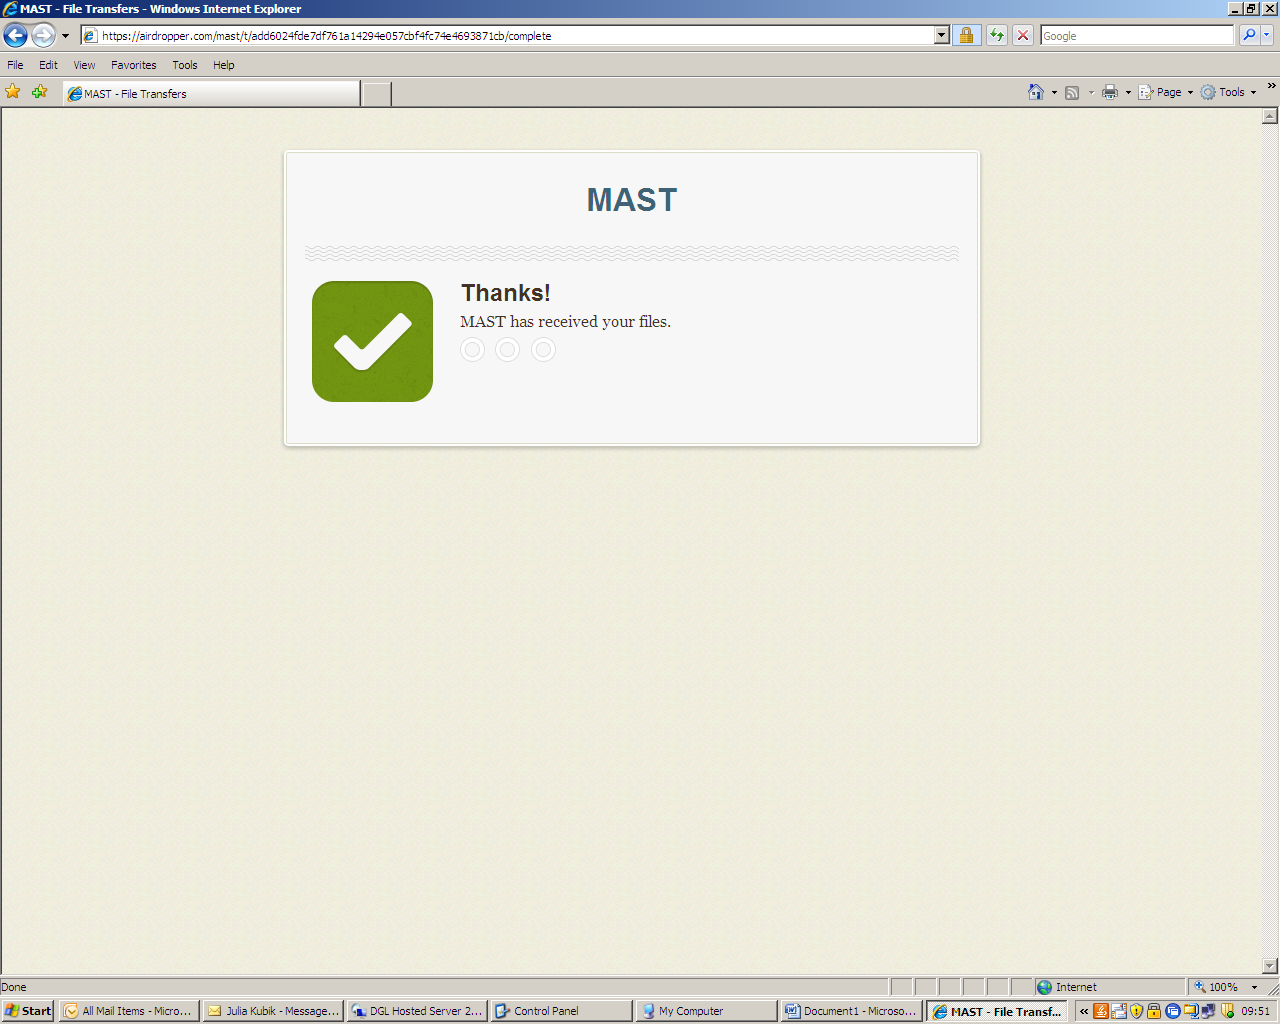 MAST - File Transfers - Windows Internet Explorer
https://airdropper.com/mast/t/add6024fde7df761a14294e057cbf4fc74e4693871cb/complete
Google
File Edit View Favorites Tools Help
MAST - File Transfers
Page Tools
MAST
Thanks!
MAST has received your files.
Done
Internet
100%
Start
All Mail Items - Micro...
Julia Kubik - Message...
DGL Hosted Server 2...
Control Panel
My Computer
Document1 - Microso...
MAST - File Transf...
09:51